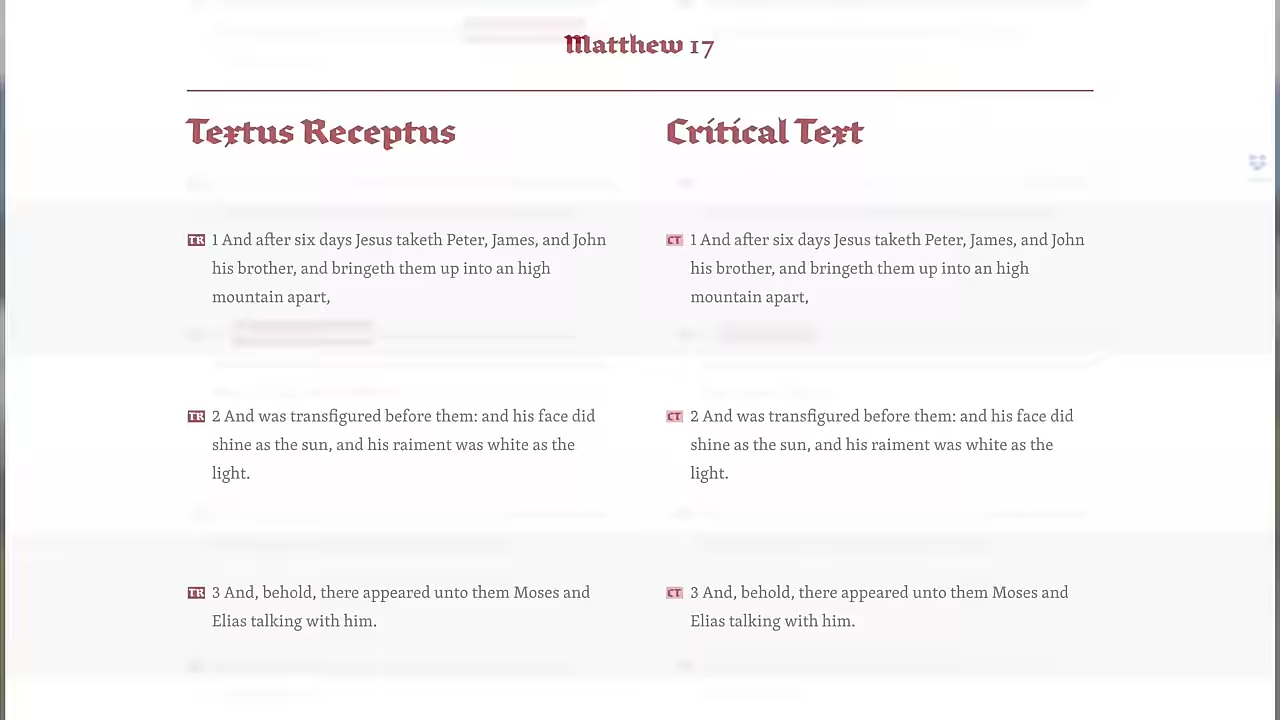 Matthew 17
Textus Receptus
TR 1 And after six days Jesus taketh Peter, James, and John
his brother, and bringeth them up into an high
mountain apart,
TR 2 And was transfigured before them: and his face did
shine as the sun, and his raiment was white as the
light.
TR 3 And, behold, there appeared unto them Moses and
Elias talking with him.
Critical Text
CT 1 And after six days Jesus taketh Peter, James, and John
his brother, and bringeth them up into an high
mountain apart,
CT 2 And was transfigured before them: and his face did
shine as the sun, and his raiment was white as the
light.
CT 3 And, behold, there appeared unto them Moses and
Elias talking with him.